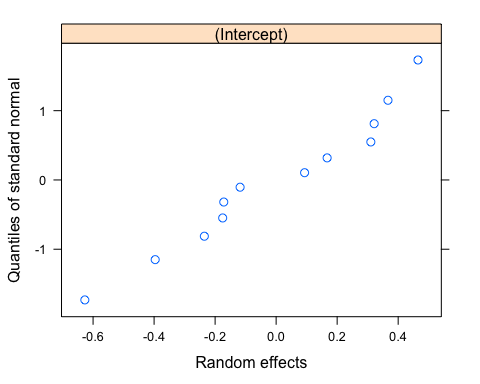 (Intercept)
Quantiles of standard normal
1
0
-1
-0.6 -0.4 -0.2 0.0 0.2 0.4
Random effects